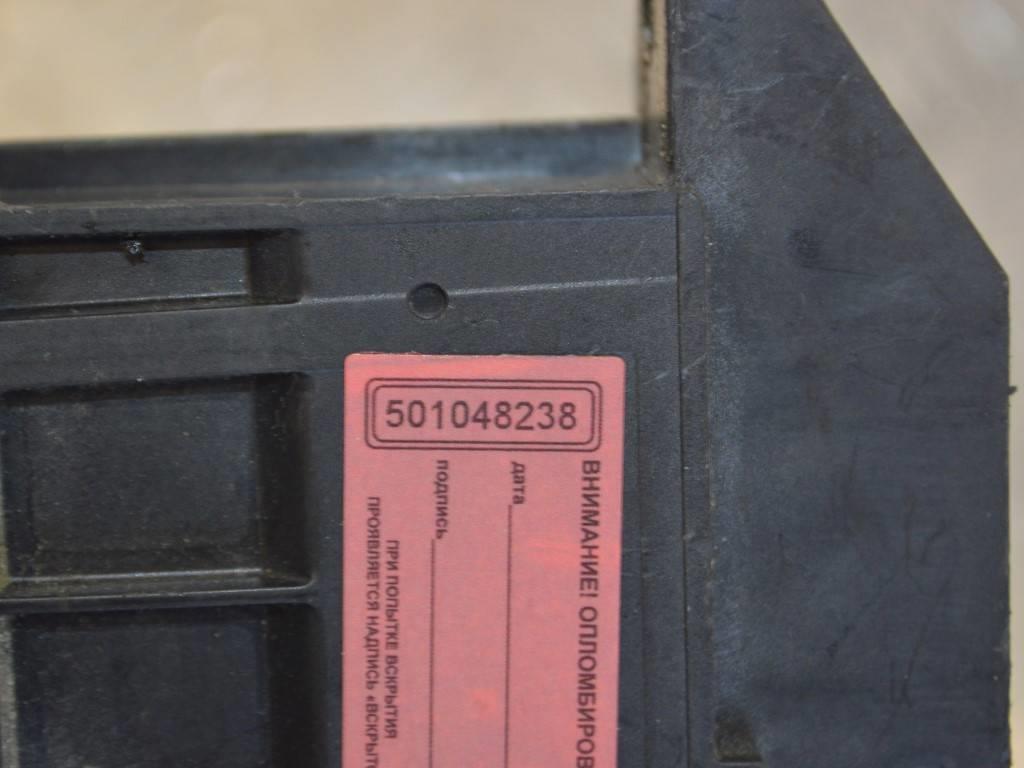 501048238
ВНИМАНИЕ! ОПЛОМБИРОВ
дата
подпись
ПРИ ПОПЫТКЕ ВСКРЫТИЯ
ПРОЯВЛЯЕТСЯ НАДПИСЬ «ВСКРЫТ